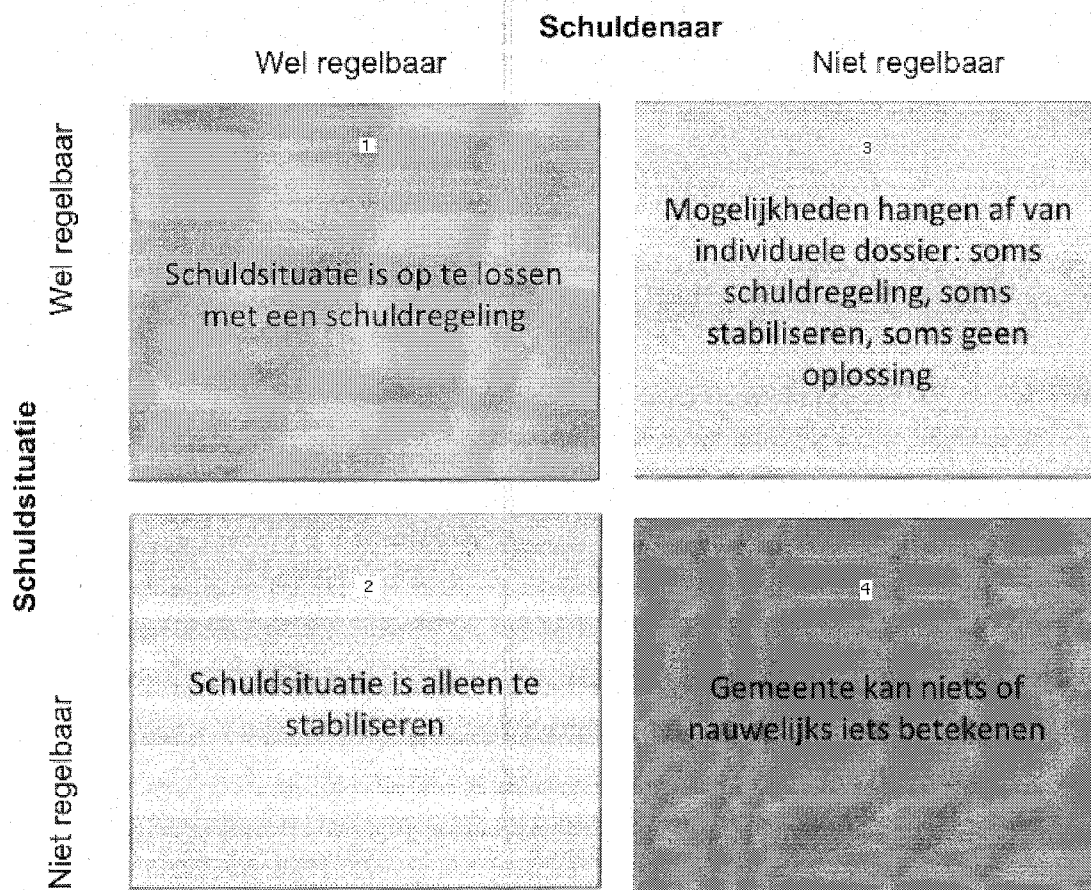 Schuldenaar
Wel regelbaar
Niet regelbaar
Schuldsituatie
Wel regelbaar
1
Schuldsituatie is op te lossen
met een schuldregeling
3
Mogelijkheden hangen af van
individuele dossier: soms
schuldregeling, soms
stabiliseren, soms geen
oplossing
Niet regelbaar
2
Schuldsituatie is alleen te
stabiliseren
4
Gemeente kan niets of
nauwelijks iets betekenen